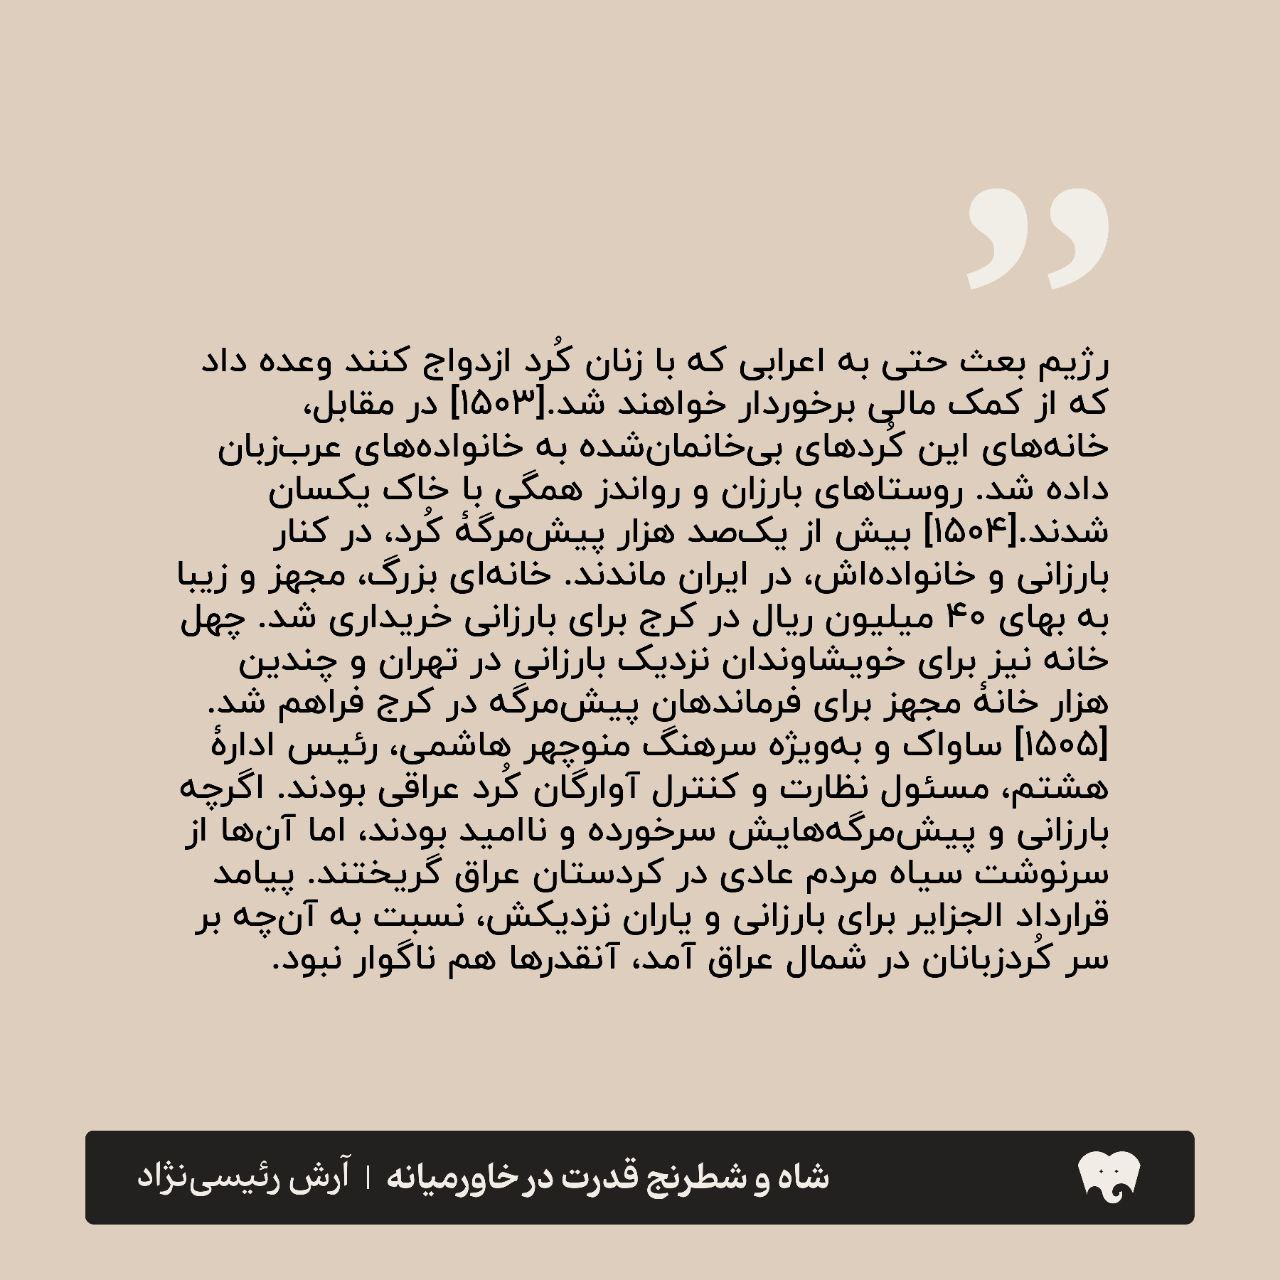 ”
رژیم بعث حتی به اعرابی که با زنان کُرد ازدواج کنند وعده داد
که از کمک مالی برخوردار خواهند شد.[۱۵۰۳] در مقابل،
خانه‌های این کُردهای بی‌خانمان‌شده به خانواده‌های عرب‌زبان
داده شد. روستاهای بارزان و رواندز همگی با خاک یکسان
شدند.[۱۵۰۴] بیش از یک‌صد هزار پیش‌مرگهٔ کُرد، در کنار
بارزانی و خانواده‌اش، در ایران ماندند. خانه‌ای بزرگ، مجهز و زیبا
به بهای ۴۰ میلیون ریال در کرج برای بارزانی خریداری شد. چهل
خانه نیز برای خویشاوندان نزدیک بارزانی در تهران و چندین
هزار خانهٔ مجهز برای فرماندهان پیش‌مرگه در کرج فراهم شد.
[۱۵۰۵] ساواک و به‌ویژه سرهنگ منوچهر هاشمی، رئیس ادارهٔ
هشتم، مسئول نظارت و کنترل آوارگان کُرد عراقی بودند. اگرچه
بارزانی و پیش‌مرگه‌هایش سرخورده و ناامید بودند، اما آن‌ها از
سرنوشت سیاه مردم عادی در کردستان عراق گریختند. پیامد
قرارداد الجزایر برای بارزانی و یاران نزدیکش، نسبت به آن‌چه بر
سر کُردزبانان در شمال عراق آمد، آنقدرها هم ناگوار نبود.
شاه و شطرنج قدرت در خاورمیانه | آرش رئیسی‌نژاد